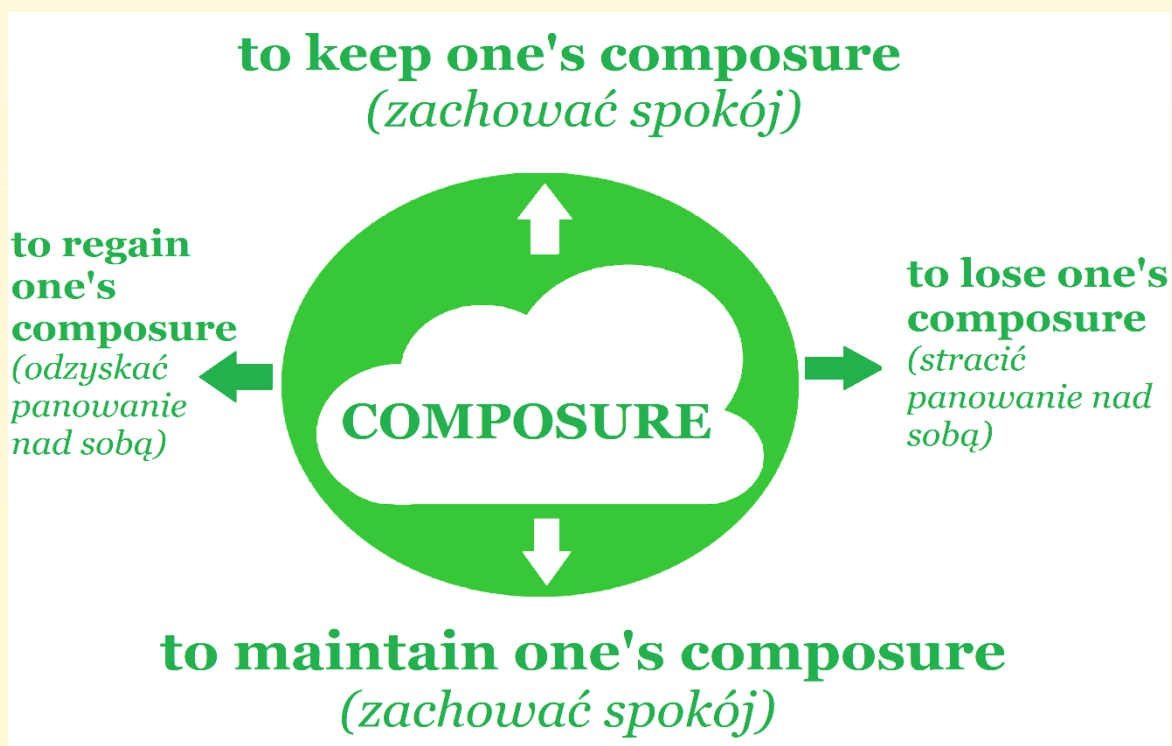 to keep one's composure
(zachować spokój)
to regain
one's
composure
(odzyskać
panowanie
nad sobą)
COMPOSURE
to lose one's
composure
(stracić
panowanie nad
sobą)
to maintain one's composure
(zachować spokój)